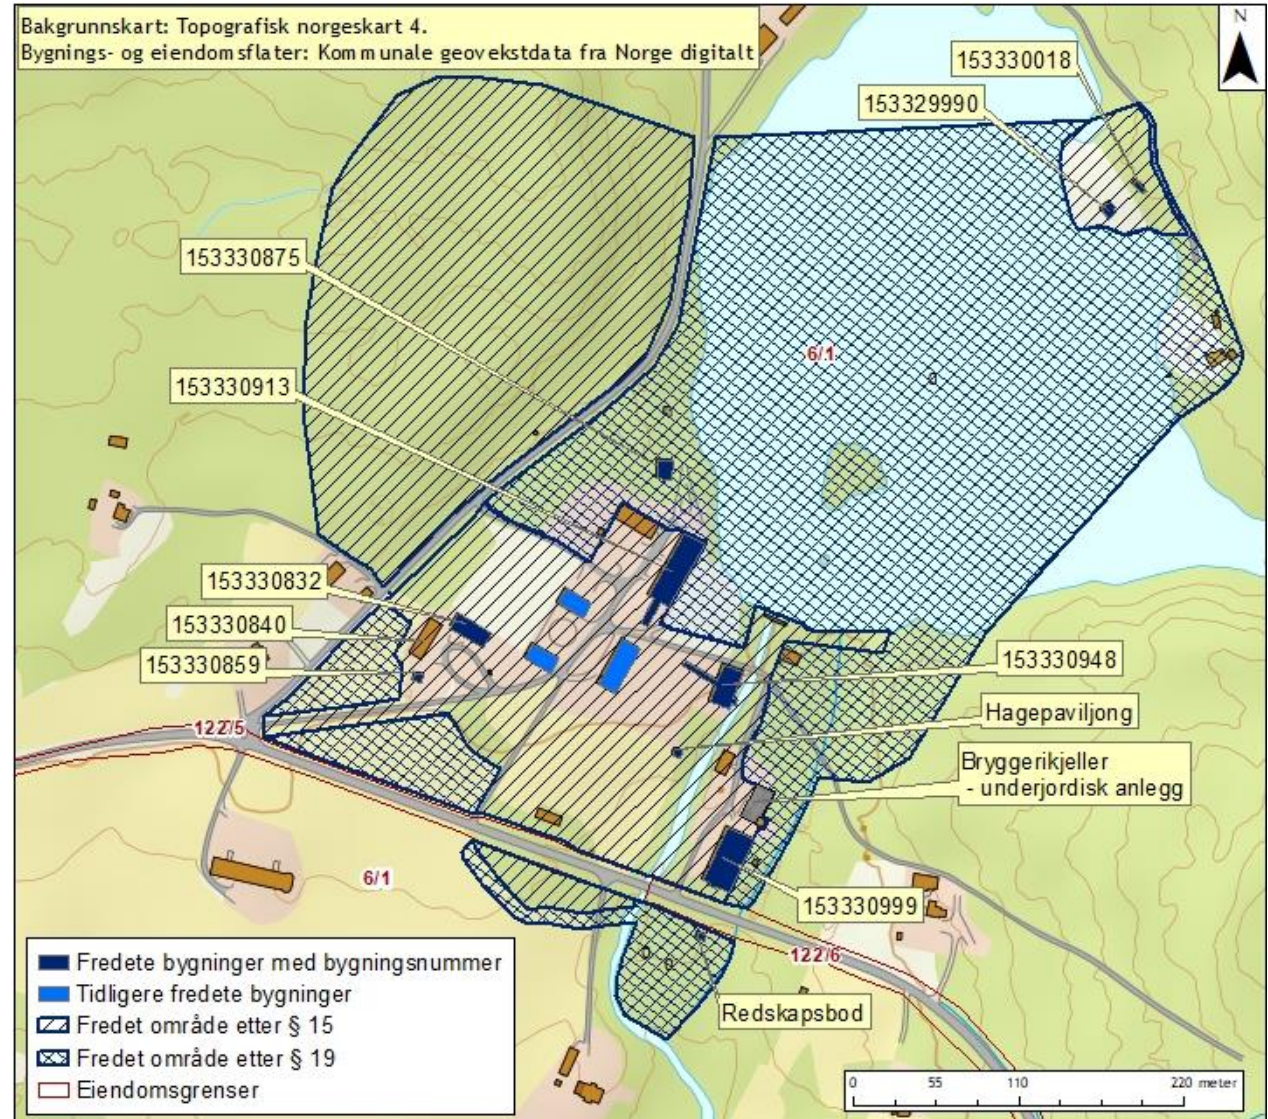 Bakgrunnskart: Topografisk norgeskart 4.
Bygnings- og eiendomsflater: Kommunale geovekstdata fra Norge digitalt
N
153330018
153329990
153330875
6/1
153330913
153330832
153330840
153330859
153330948
122/5
Hagepaviljong
Bryggerikjeller
- underjordisk anlegg
6/1
153330999
122/6
Redskapsbod
Fredete bygninger med bygningsnummer
Tidligere fredete bygninger
Fredet område etter § 15
Fredet område etter § 19
Eiendomsgrenser
0 55 110 220 meter